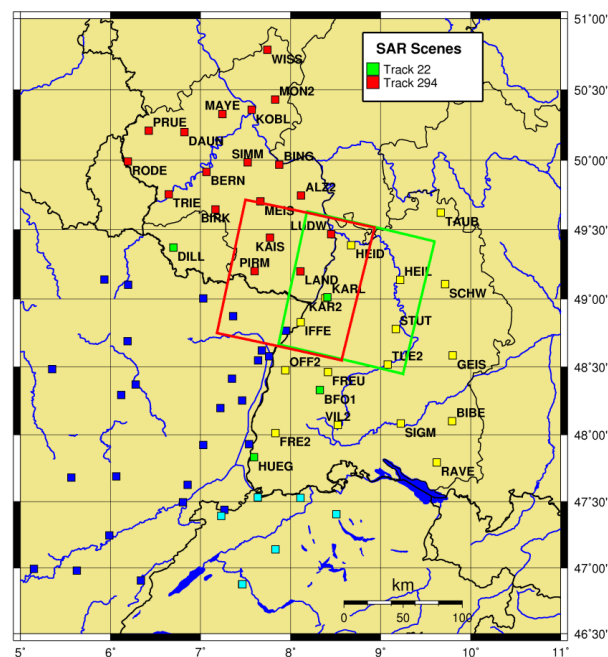 SAR Scenes
Track 22
Track 294
WISS
MON2
MAYE
KOBL
PRUE
DAUN
SIMM
BING
RODE
BERN
ALZ2
TRIE
MEIS
BIRK
TAUB
LUDW
KAIS
HEID
DILL
PIRM
LAND
HEIL
KARL
SCHW
KAR2
IFFE
STUT
OFF2
TUE2
GEIS
FREU
BFO1
VIL2
BIBE
FRE2
SIGM
HUEG
RAVE
km
0 50 100
51°00'
50°30'
50°00'
49°30'
49°00'
48°30'
48°00'
47°30'
47°00'
46°30'
5° 6° 7° 8° 9° 10° 11°